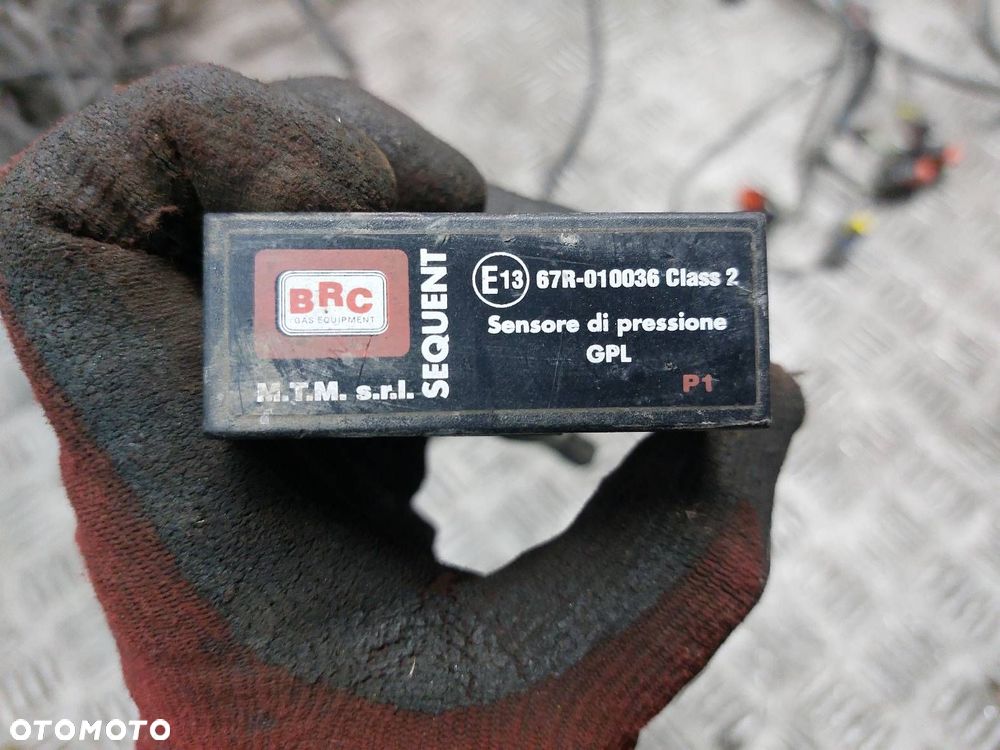 BRC
GAS EQUIPMENT
M.T.M. s.r.l.
SEQUENT
E13 67R-010036 Class 2
Sensore di pressione
GPL
P1
OTOMOTO